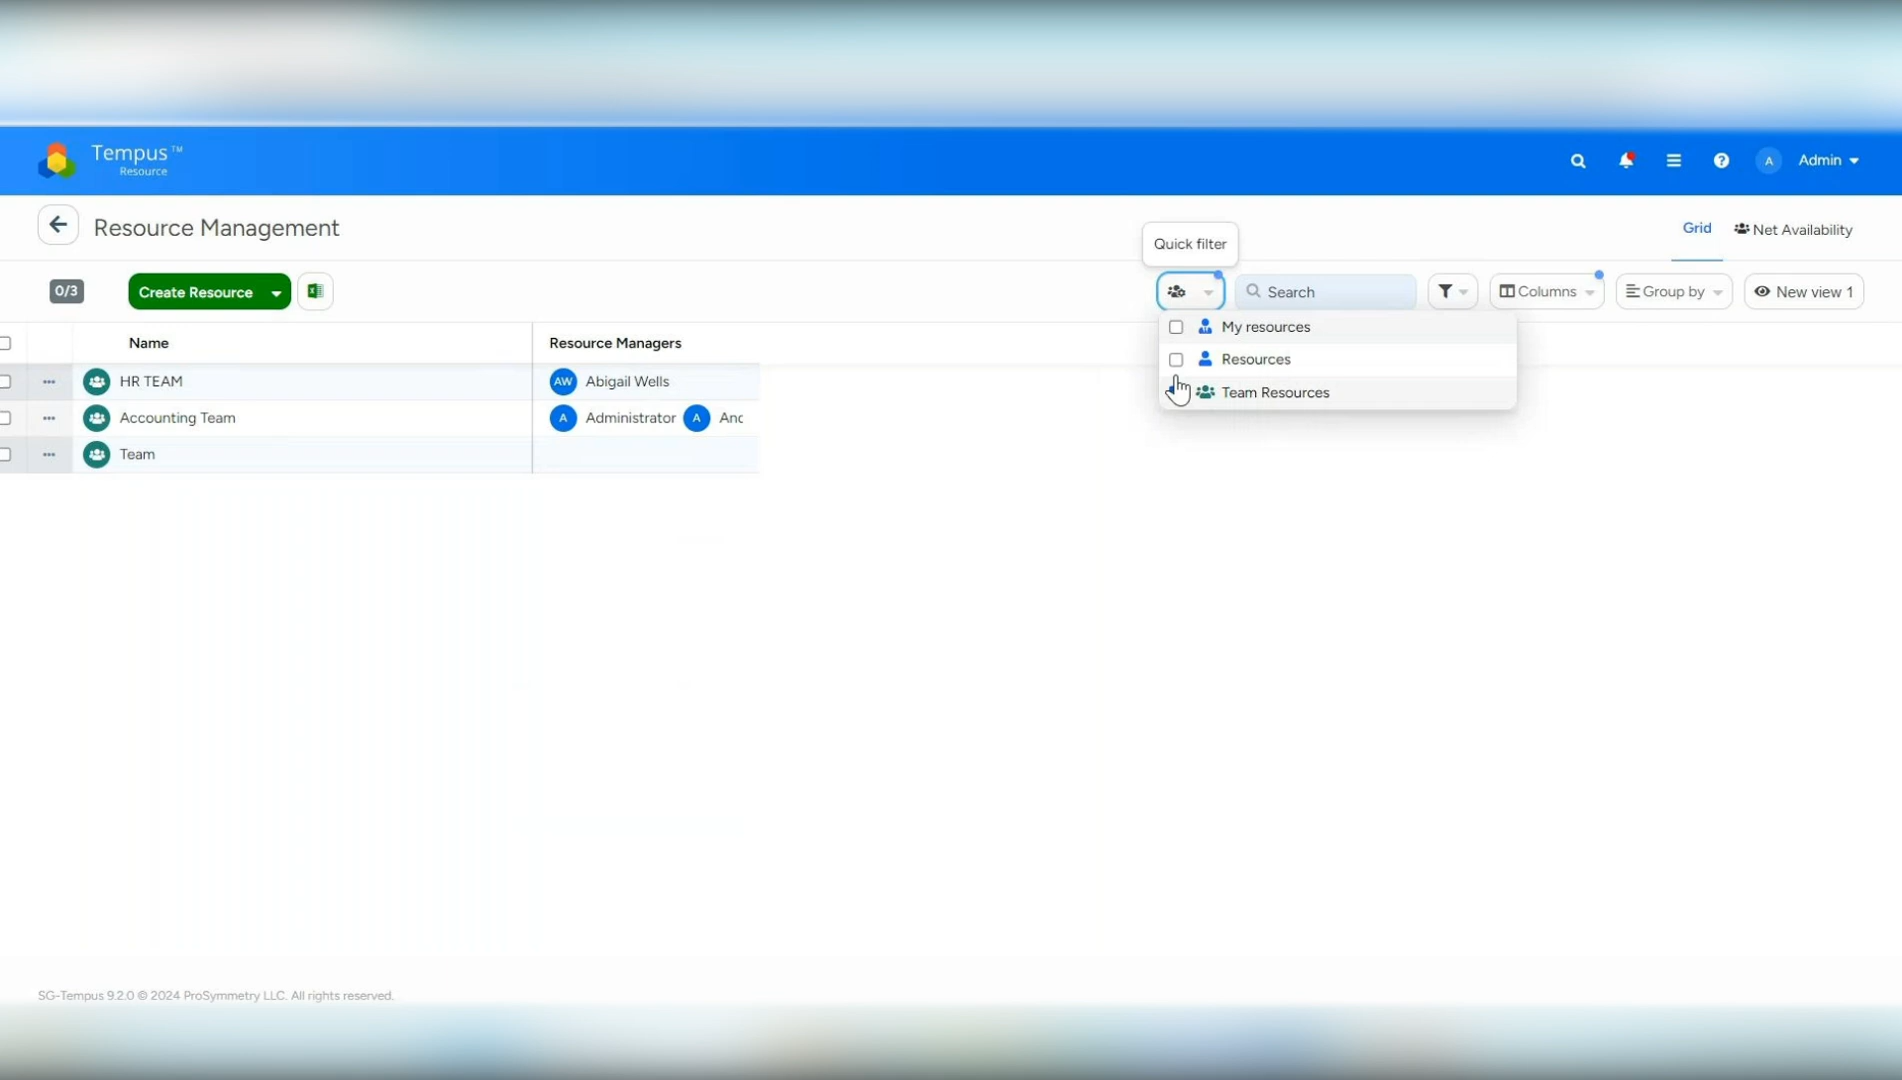 Tempus™
Resource
A Admin
Resource Management
Grid
Net Availability
Quick filter
0/3
Create Resource
Search
Columns
Group by
New view 1
My resources
Resources
Team Resources
Name
Resource Managers
HR TEAM
AW Abigail Wells
Accounting Team
A Administrator A Anc
Team
SG-Tempus 9.2.0 © 2024 ProSymmetry LLC. All rights reserved.